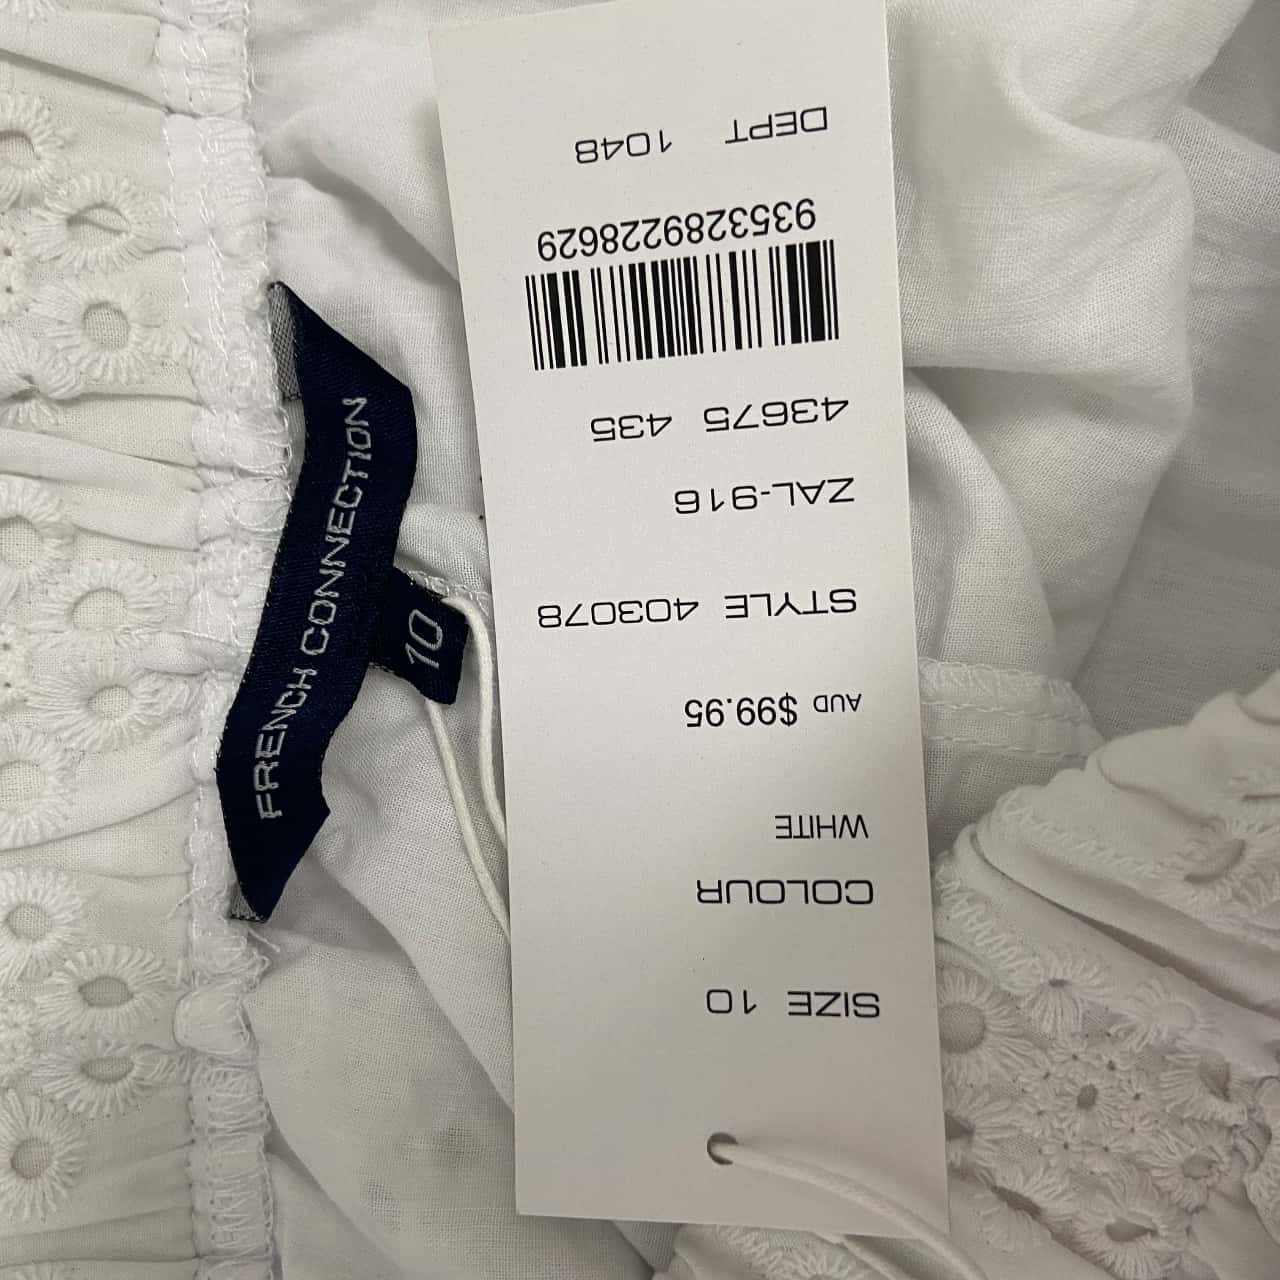 FRENCH CONNECTION
10
SIZE 10
COLOUR
WHITE
AUD $99.95
STYLE 403078
ZAL-916
43675 435
9353289228629
DEPT 1048